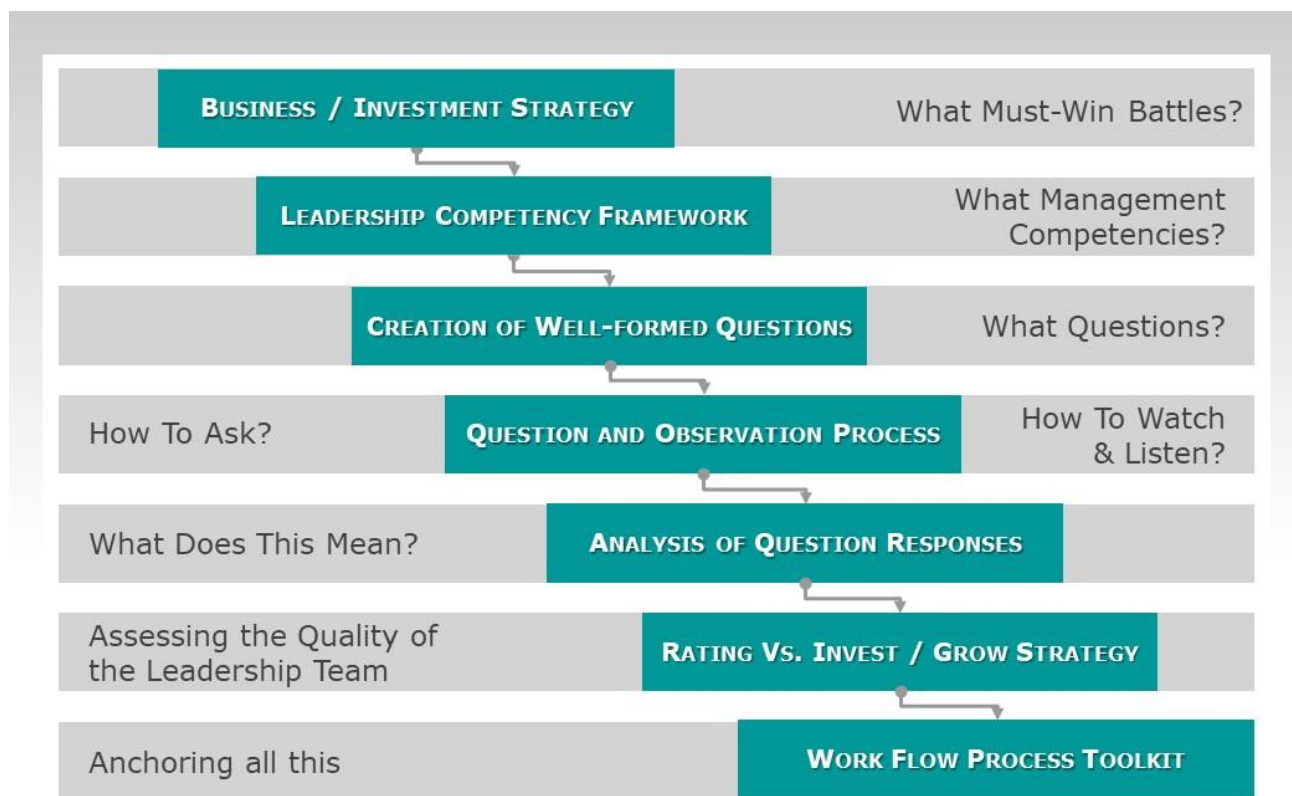 BUSINESS / INVESTMENT STRATEGY
What Must-Win Battles?
LEADERSHIP COMPETENCY FRAMEWORK
What Management
Competencies?
CREATION OF WELL-FORMED QUESTIONS
What Questions?
How To Ask?
QUESTION AND OBSERVATION PROCESS
How To Watch
& Listen?
What Does This Mean?
ANALYSIS OF QUESTION RESPONSES
Assessing the Quality of
the Leadership Team
RATING VS. INVEST / GROW STRATEGY
Anchoring all this
WORK FLOW PROCESS TOOLKIT